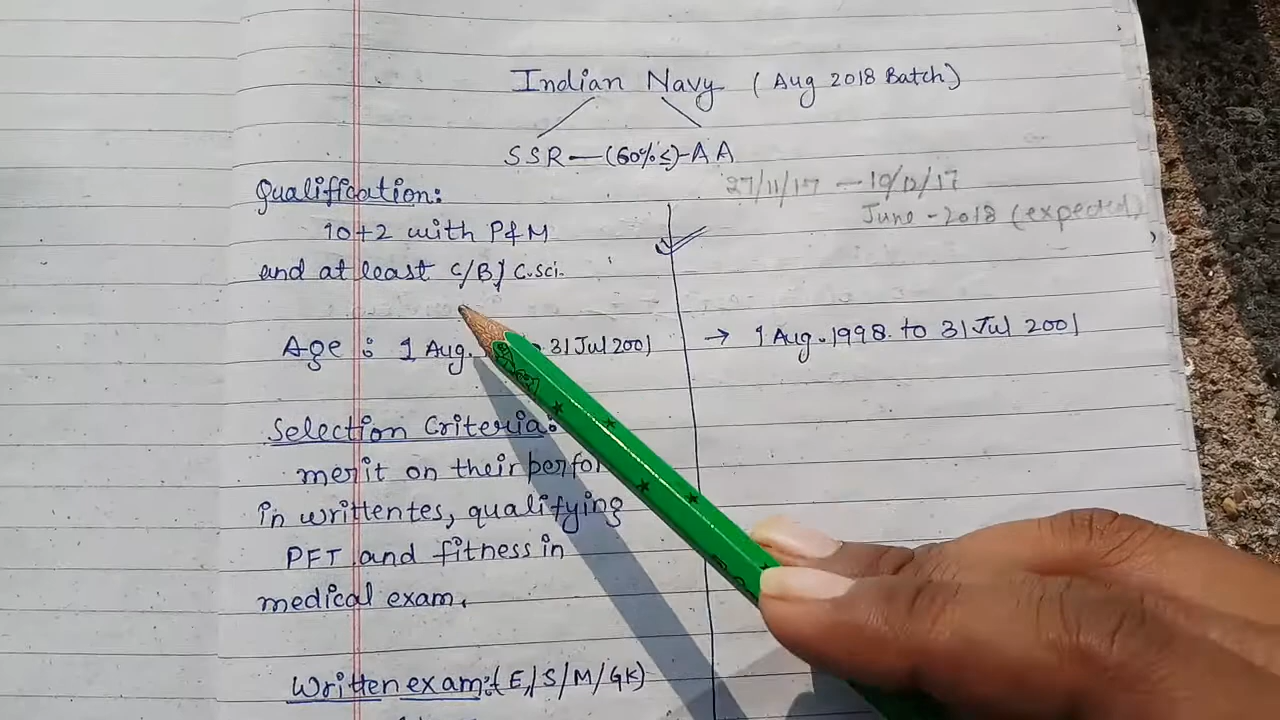 Indian Navy (Aug 2018 Batch)
SSR — (60%≤) - AA
27/11/17 — 10/12/17
June - 2018 (expected)
Qualification:
10+2 with P&M
and at least C/B/C.sci.
Age : 1 Aug. 31 Jul 2001 → 1 Aug. 1998. to 31 Jul 2001
Selection Criteria:
merit on their perfor
in writtentes, qualifying
PFT and fitness in
medical exam.
Written exam: (E/S/M/GK)